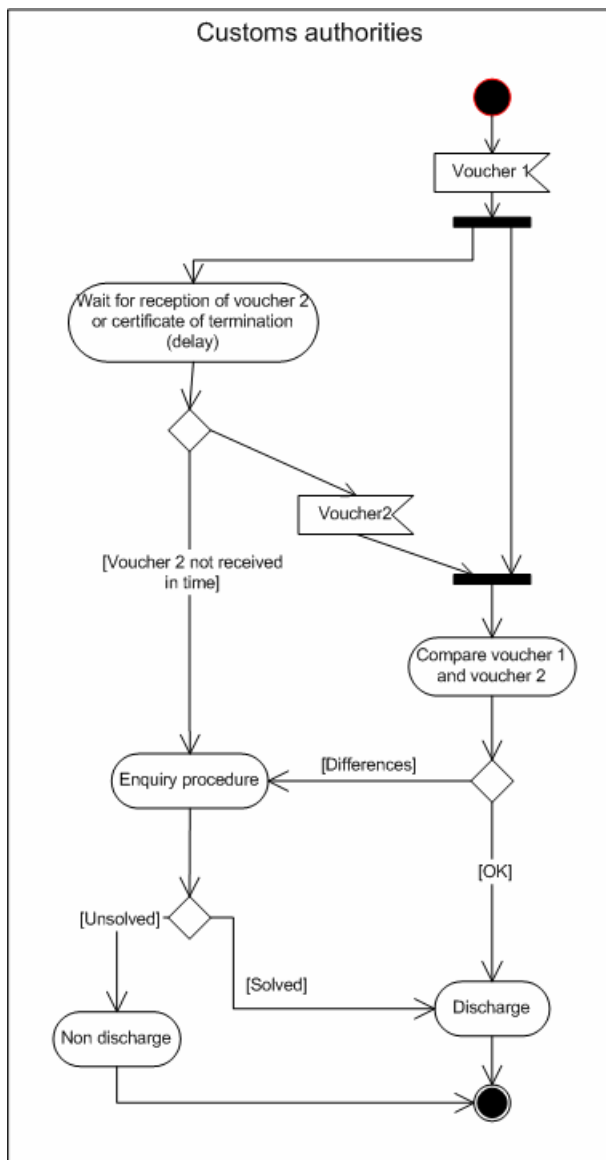 Customs authorities
Voucher 1
Wait for reception of voucher 2
or certificate of termination
(delay)
Voucher2
[Voucher 2 not received
in time]
Compare voucher 1
and voucher 2
[Differences]
Enquiry procedure
[OK]
[Unsolved]
[Solved]
Discharge
Non discharge